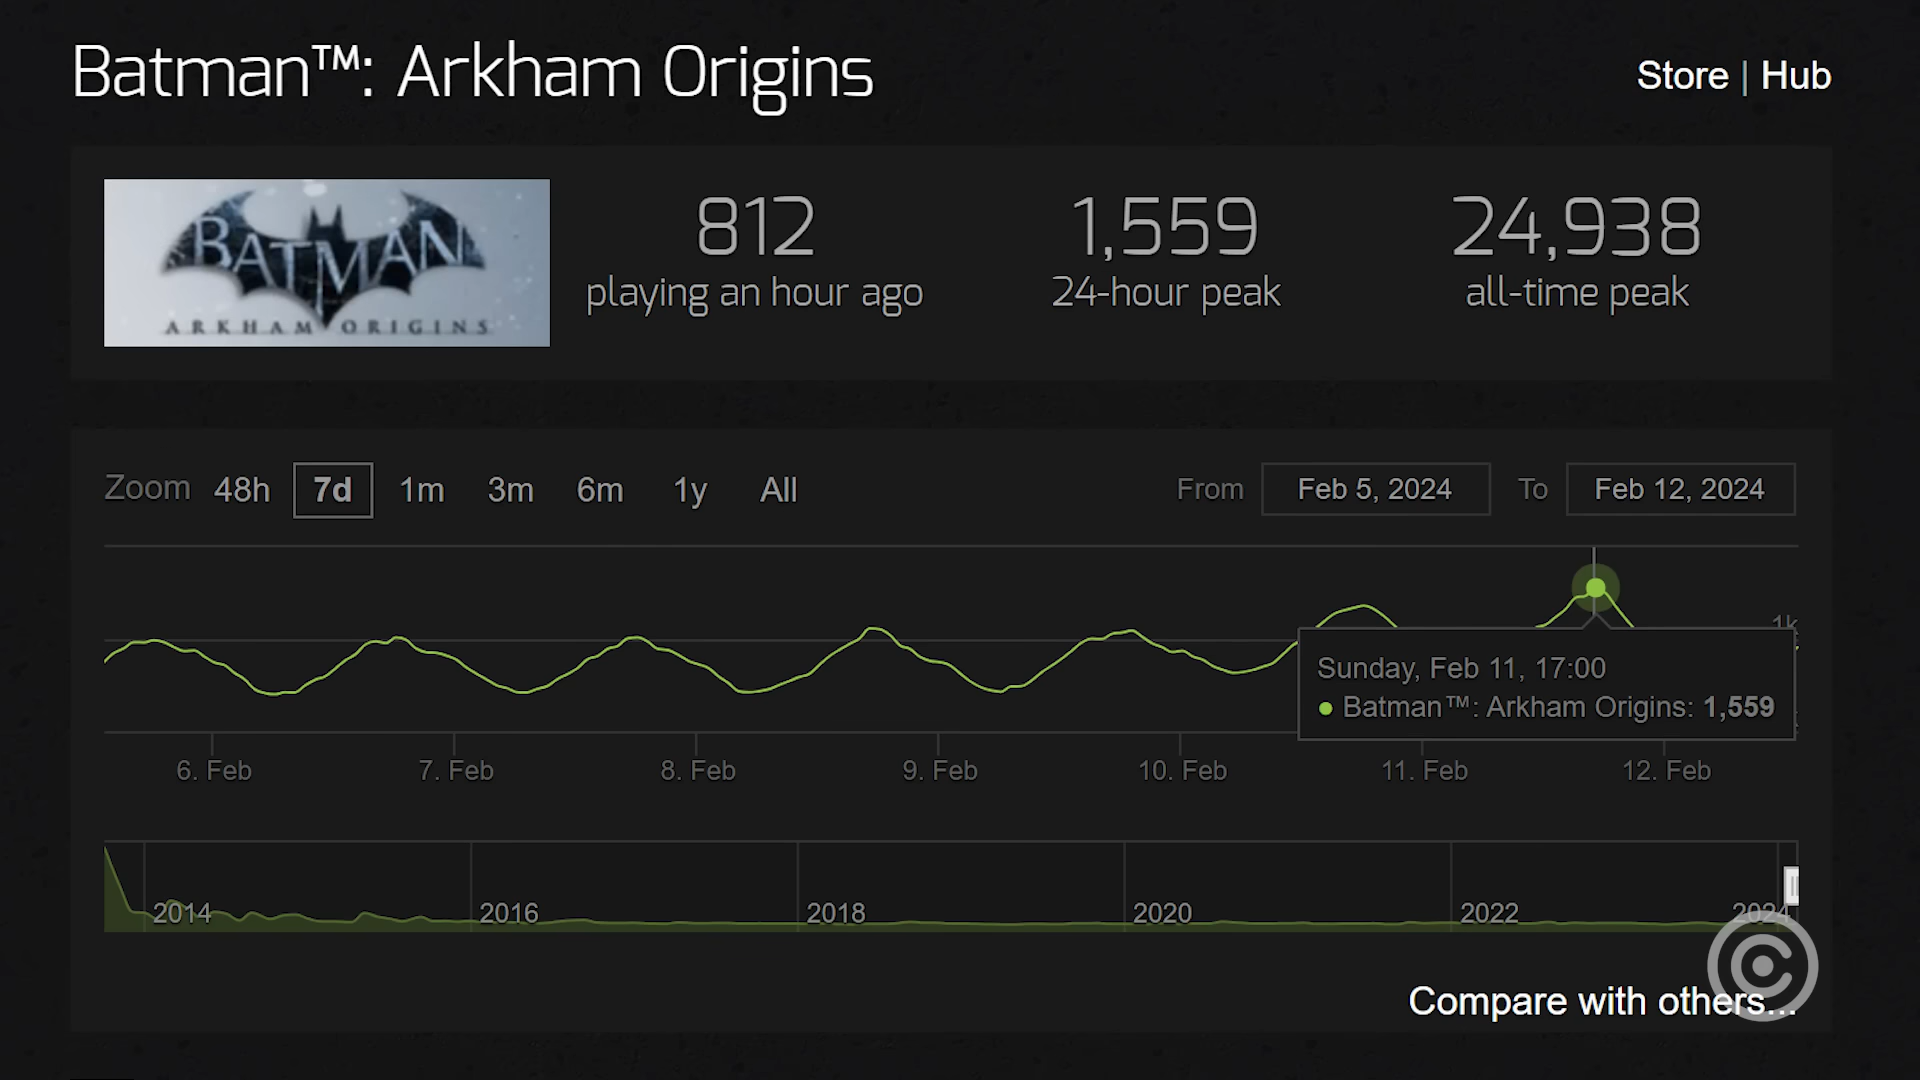 Batman™: Arkham Origins
Store | Hub
BATMAN
ARKHAM ORIGINS
812
playing an hour ago
1,559
24-hour peak
24,938
all-time peak
Zoom 48h 7d 1m 3m 6m 1y All
From Feb 5, 2024 To Feb 12, 2024
1k
Sunday, Feb 11, 17:00
Batman™: Arkham Origins: 1,559
6. Feb 7. Feb 8. Feb 9. Feb 10. Feb 11. Feb 12. Feb
2014 2016 2018 2020 2022 2024
Compare with others...